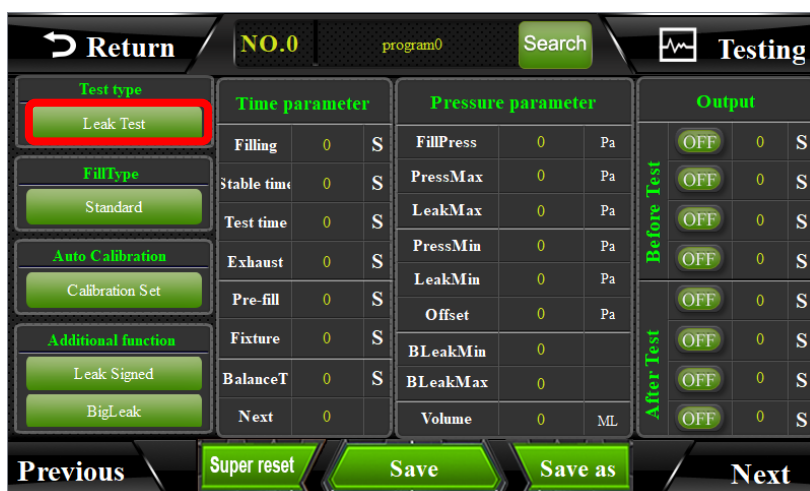 Return
NO.0
program0
Search
Testing
Test type
Leak Test
FillType
Standard
Auto Calibration
Calibration Set
Additional function
Leak Signed
BigLeak
Time parameter
Filling 0 S
Stable time 0 S
Test time 0 S
Exhaust 0 S
Pre-fill 0 S
Fixture 0 S
BalanceT 0 S
Next 0
Pressure parameter
FillPress 0 Pa
PressMax 0 Pa
LeakMax 0 Pa
PressMin 0 Pa
LeakMin 0 Pa
Offset 0 Pa
BLeakMin 0
BLeakMax 0
Volume 0 ML
Output
Before Test
OFF 0 S
OFF 0 S
OFF 0 S
OFF 0 S
After Test
OFF 0 S
OFF 0 S
OFF 0 S
OFF 0 S
Previous
Super reset
Save
Save as
Next